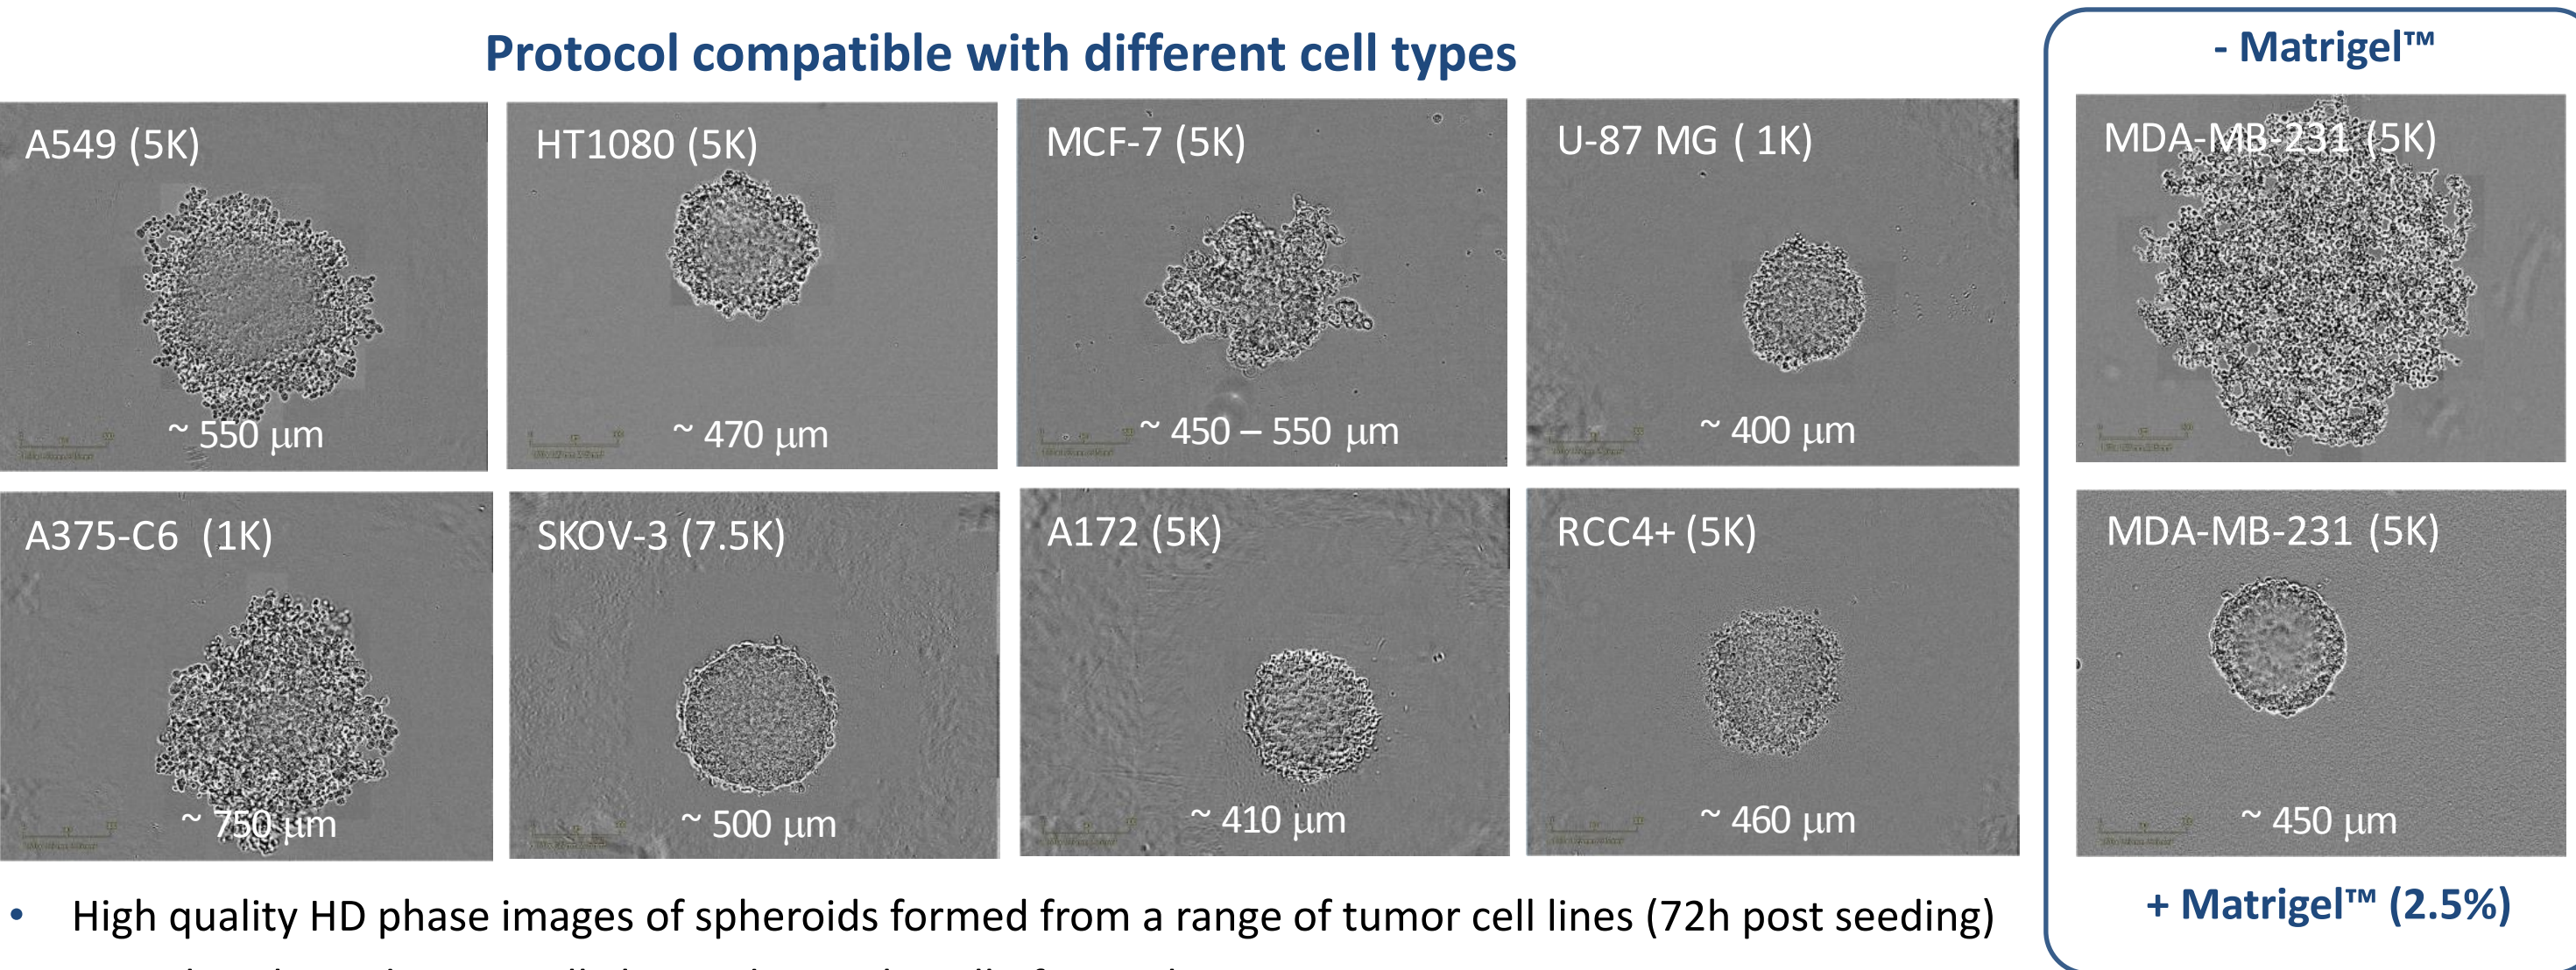 Protocol compatible with different cell types
- Matrigel™
A549 (5K)
HT1080 (5K)
MCF-7 (5K)
U-87 MG ( 1K)
MDA-MB-231 (5K)
~ 550 μm
~ 470 μm
~ 450 – 550 μm
~ 400 μm
A375-C6 (1K)
SKOV-3 (7.5K)
A172 (5K)
RCC4+ (5K)
MDA-MB-231 (5K)
~ 750 μm
~ 500 μm
~ 410 μm
~ 460 μm
~ 450 μm
+ Matrigel™ (2.5%)
• High quality HD phase images of spheroids formed from a range of tumor cell lines (72h post seeding)